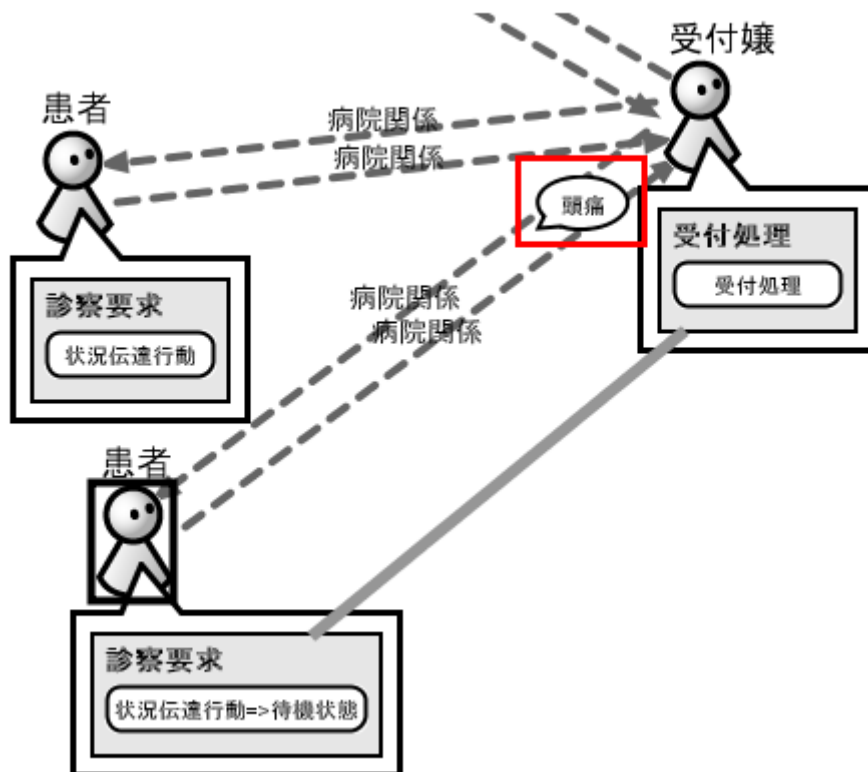 受付嬢
患者
病院関係
病院関係
頭痛
受付処理
受付処理
診察要求
状況伝達行動
病院関係
病院関係
患者
診察要求
状況伝達行動=>待機状態